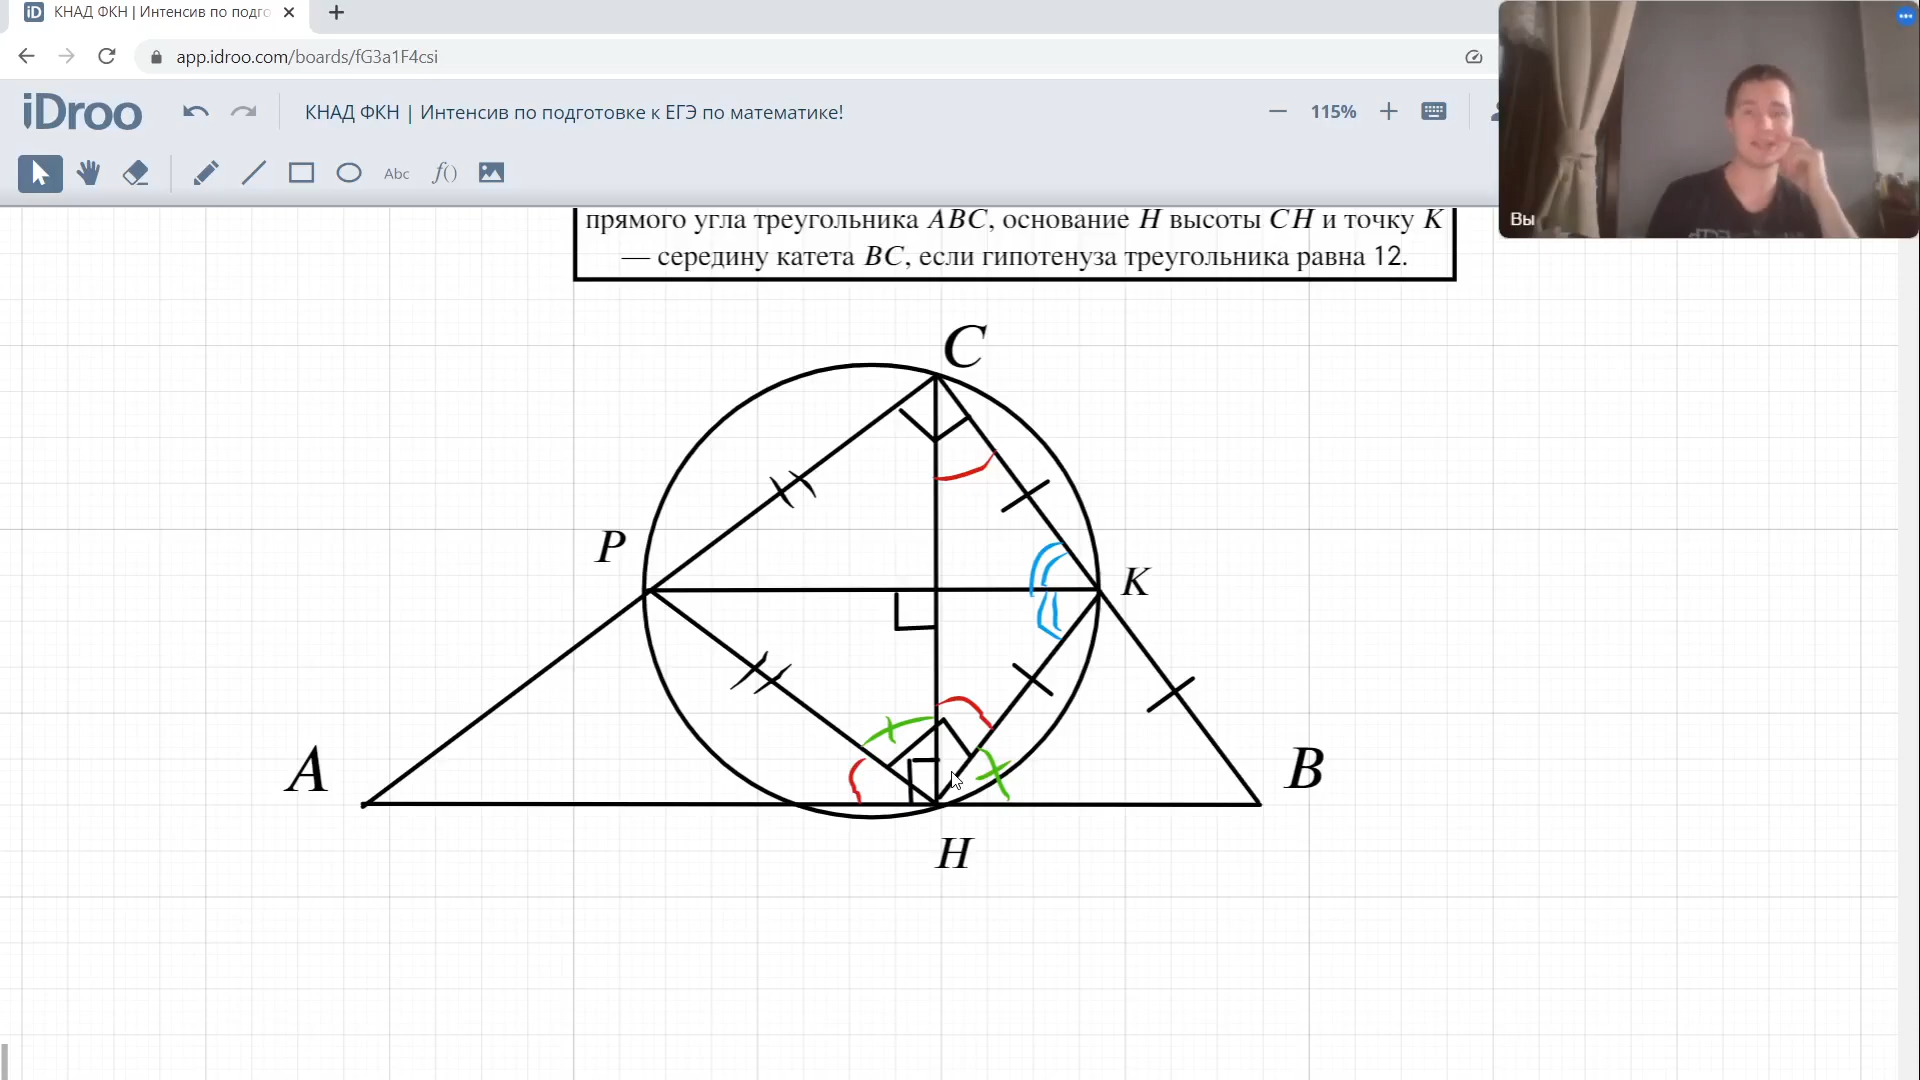 КНАД ФКН | Интенсив по подго
app.idroo.com/boards/fG3a1F4csi
iDroo
КНАД ФКН | Интенсив по подготовке к ЕГЭ по математике!
115%
Abc
f()
Вы
прямого угла треугольника ABC, основание H высоты CH и точку K
— середину катета BC, если гипотенуза треугольника равна 12.
C
P
K
A
B
H